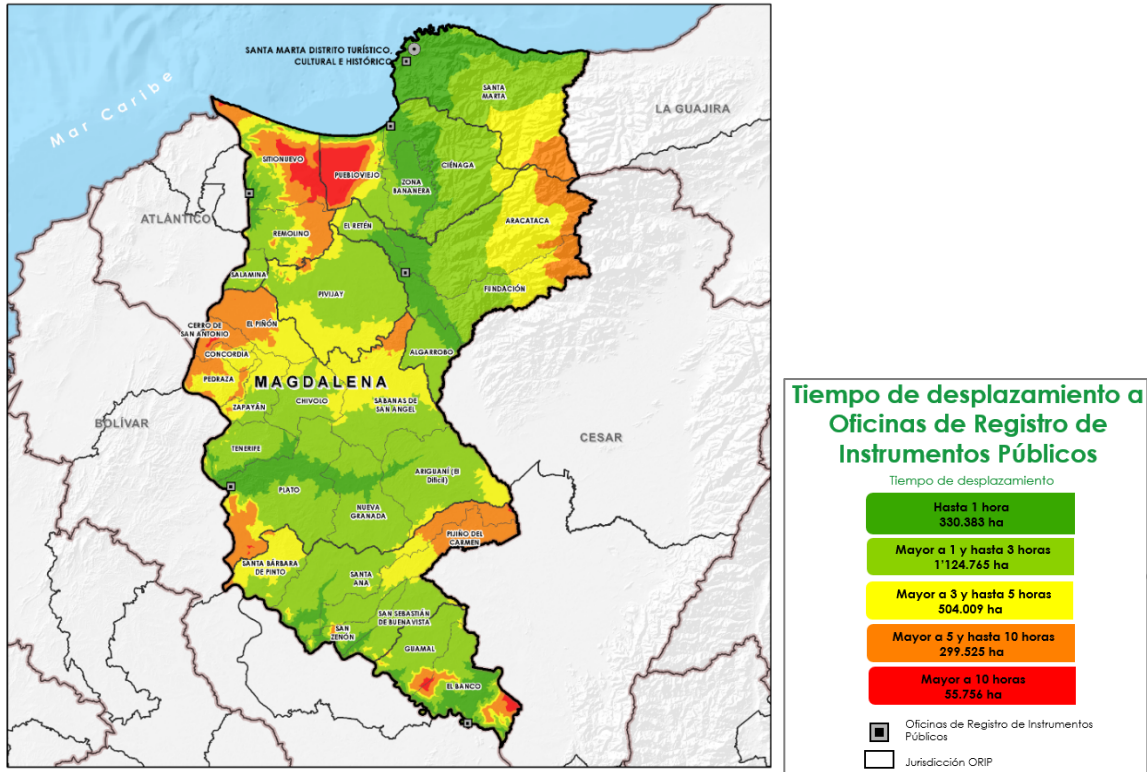 SANTA MARTA DISTRITO TURÍSTICO,
CULTURAL E HISTÓRICO
Mar Caribe
SANTA
MARTA
LA GUAJIRA
SITIONUEVO
PUEBLOVIEJO
CIÉNAGA
ZONA
BANANERA
ATLÁNTICO
EL RETÉN
ARACATACA
REMOLINO
SALAMINA
FUNDACIÓN
PIVIJAY
CERRO DE
SAN ANTONIO
EL PIÑÓN
CONCORDIA
ALGARROBO
PEDRAZA
MAGDALENA
CHIVOLO
SABANAS DE
SAN ANGEL
ZAPAYÁN
BOLÍVAR
CESAR
TENERIFE
ARIGUANÍ (El
Difícil)
PLATO
NUEVA
GRANADA
PIJIÑO DEL
CARMEN
SANTA BÁRBARA
DE PINTO
SANTA
ANA
SAN SEBASTIÁN
DE BUENAVISTA
SAN
ZENÓN
GUAMAL
EL BANCO
Tiempo de desplazamiento a
Oficinas de Registro de
Instrumentos Públicos
Tiempo de desplazamiento
Hasta 1 hora
330.383 ha
Mayor a 1 y hasta 3 horas
1'124.765 ha
Mayor a 3 y hasta 5 horas
504.009 ha
Mayor a 5 y hasta 10 horas
299.525 ha
Mayor a 10 horas
55.756 ha
Oficinas de Registro de Instrumentos
Públicos
Jurisdicción ORIP